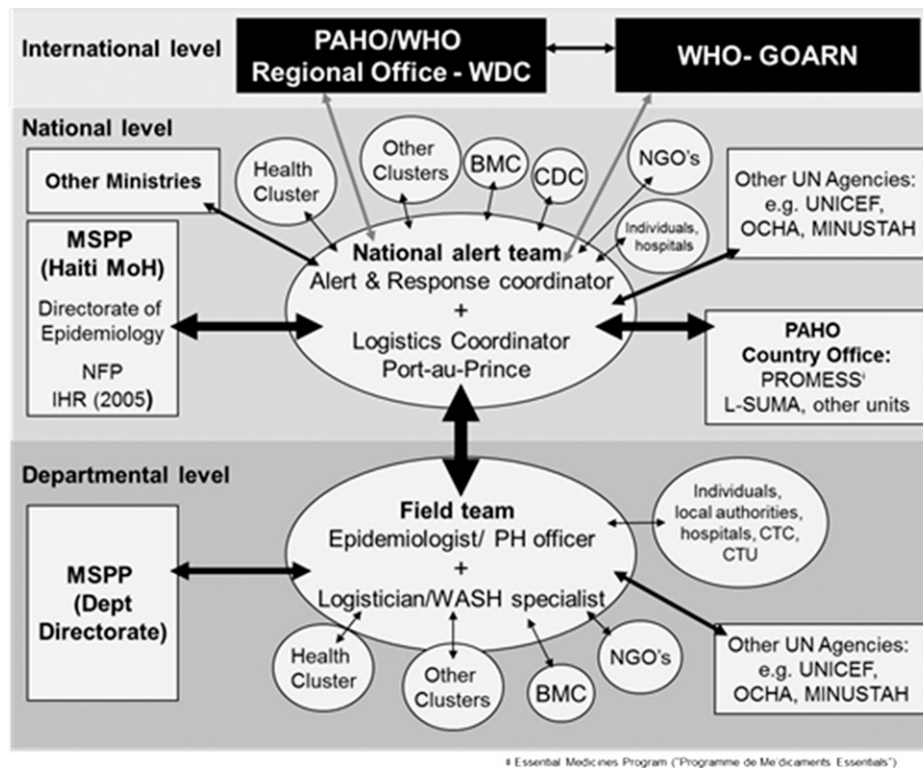 International level
PAHO/WHO
Regional Office - WDC
WHO- GOARN
National level
Other Ministries
Health
Cluster
Other
Clusters
BMC
CDC
NGO's
Individuals,
hospitals
Other UN Agencies:
e.g. UNICEF,
OCHA, MINUSTAH
MSPP
(Haiti MoH)
Directorate of
Epidemiology
NFP
IHR (2005)
National alert team
Alert & Response coordinator
+
Logistics Coordinator
Port-au-Prince
PAHO
Country Office:
PROMESS‡
L-SUMA, other units
Departmental level
MSPP
(Dept
Directorate)
Field team
Epidemiologist/ PH officer
+
Logistician/WASH specialist
Individuals,
local authorities,
hospitals, CTC,
CTU
Health
Cluster
Other
Clusters
BMC
NGO's
Other UN Agencies:
e.g. UNICEF,
OCHA, MINUSTAH
‡ Essential Medicines Program ("Programme de Me'dicaments Essentials")